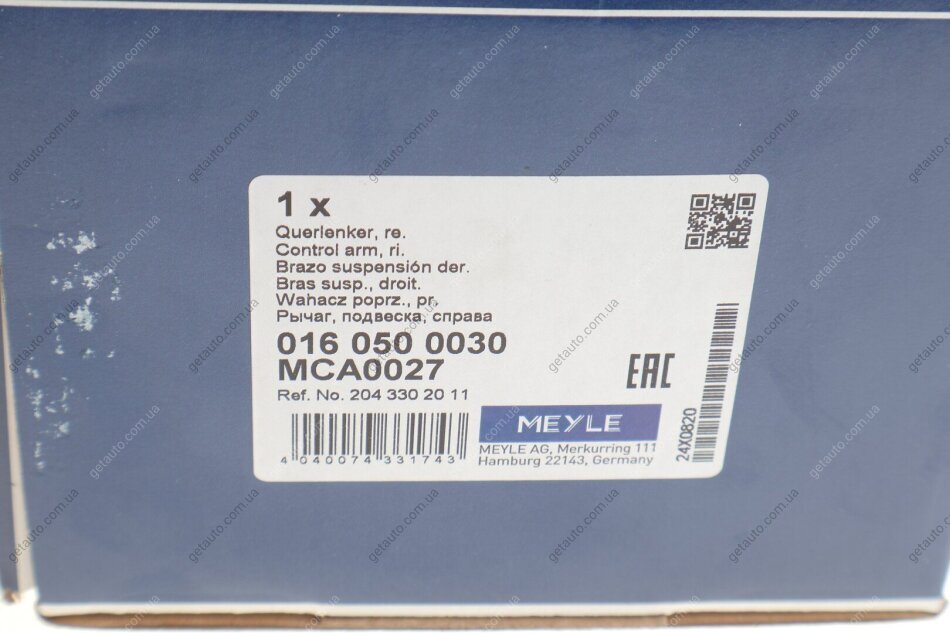 1 x
Querlenker, re.
Control arm, ri.
Brazo suspensión der.
Bras susp., droit.
Wahacz poprz., pr.
Рычаг, подвеска, справа
016 050 0030
MCA0027
Ref. No. 204 330 20 11
EAC
4 040074 331743
MEYLE
MEYLE AG, Merkurring 111
Hamburg 22143, Germany
24X0820
getauto.com.ua